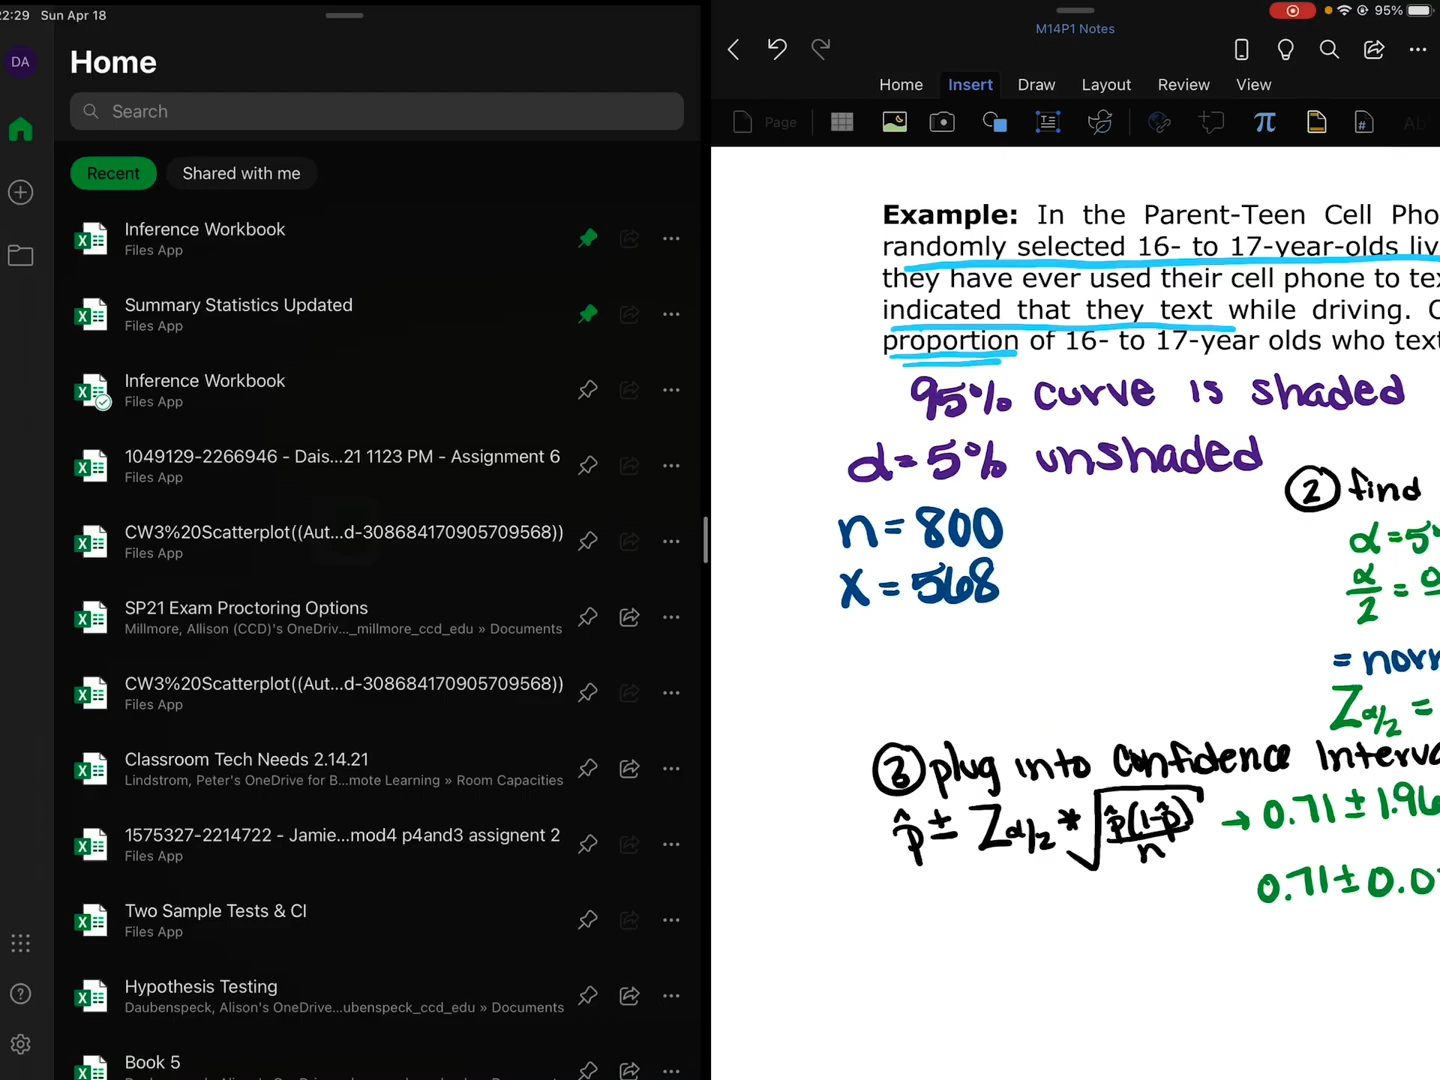 22:29 Sun Apr 18
DA
Home
Search
Recent
Shared with me
Inference Workbook
Files App
Summary Statistics Updated
Files App
Inference Workbook
Files App
1049129-2266946 - Dais...21 1123 PM - Assignment 6
Files App
CW3%20Scatterplot((Aut...d-308684170905709568))
Files App
SP21 Exam Proctoring Options
Millmore, Allison (CCD)'s OneDriv..._millmore_ccd_edu » Documents
CW3%20Scatterplot((Aut...d-308684170905709568))
Files App
Classroom Tech Needs 2.14.21
Lindstrom, Peter's OneDrive for B...mote Learning » Room Capacities
1575327-2214722 - Jamie...mod4 p4and3 assignent 2
Files App
Two Sample Tests & CI
Files App
Hypothesis Testing
Daubenspeck, Alison's OneDrive...ubenspeck_ccd_edu » Documents
Book 5
95%
M14P1 Notes
Home Insert Draw Layout Review View
Page
Example: In the Parent-Teen Cell Pho
randomly selected 16- to 17-year-olds liv
they have ever used their cell phone to tex
indicated that they text while driving. C
proportion of 16- to 17-year olds who text
95% curve is shaded
α = 5% unshaded
n = 800
x = 568
② find
α = 5%
α/2 = 0
= norm
Zα/2 =
③ plug into Confidence Interva
p̂ ± Zα/2 * √(p̂(1-p̂)/n) → 0.71 ± 1.96
0.71 ± 0.0